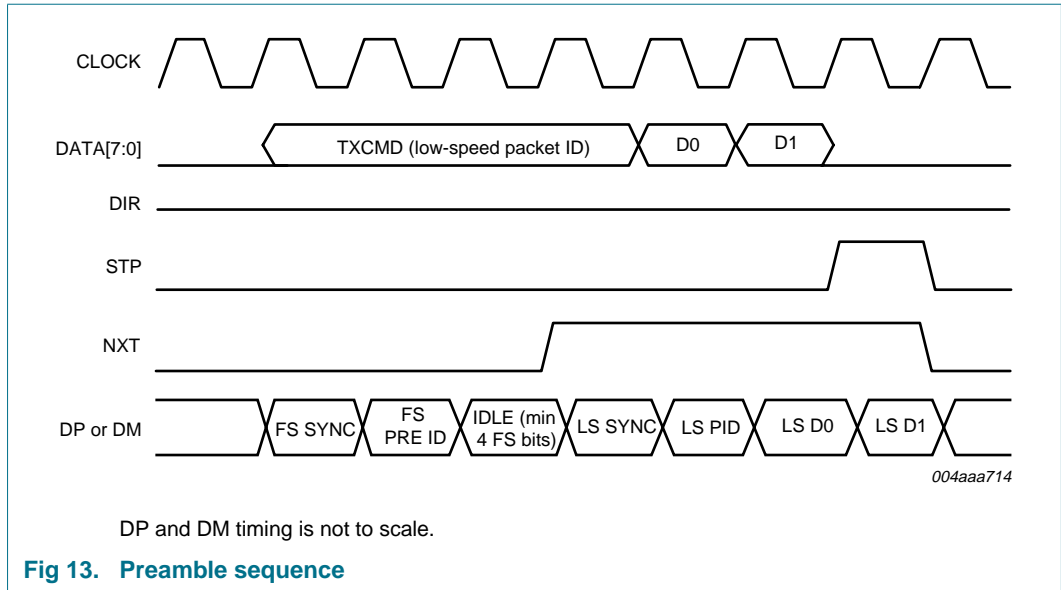 CLOCK
DATA[7:0]
TXCMD (low-speed packet ID)
D0
D1
DIR
STP
NXT
DP or DM
FS SYNC
FS
PRE ID
IDLE (min
4 FS bits)
LS SYNC
LS PID
LS D0
LS D1
004aaa714
DP and DM timing is not to scale.
Fig 13. Preamble sequence